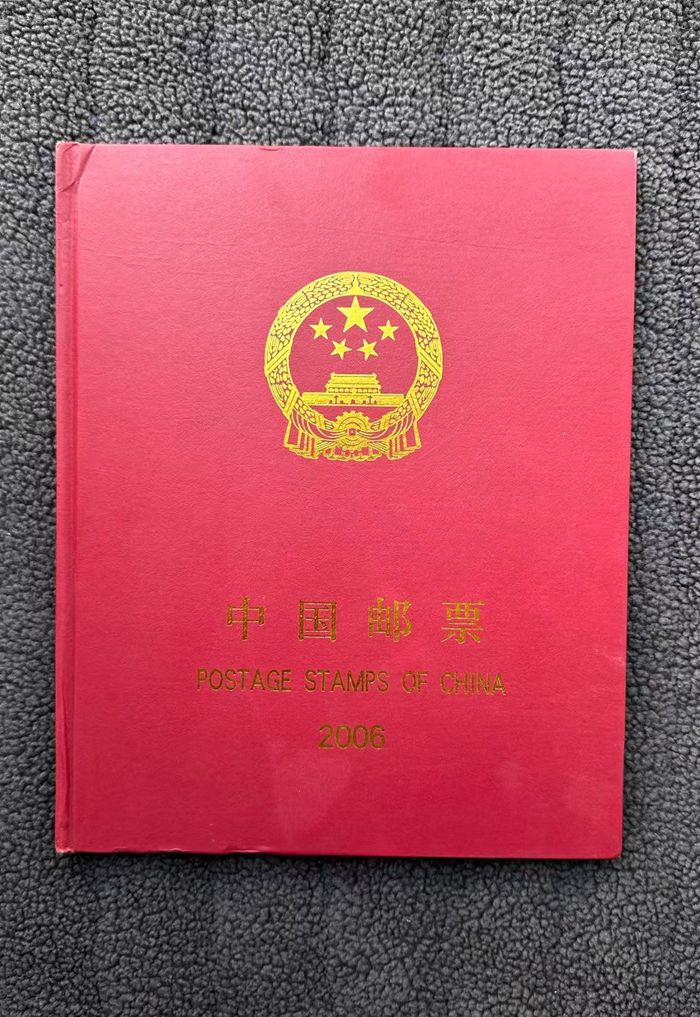 中国邮票
POSTAGE STAMPS OF CHINA
2006